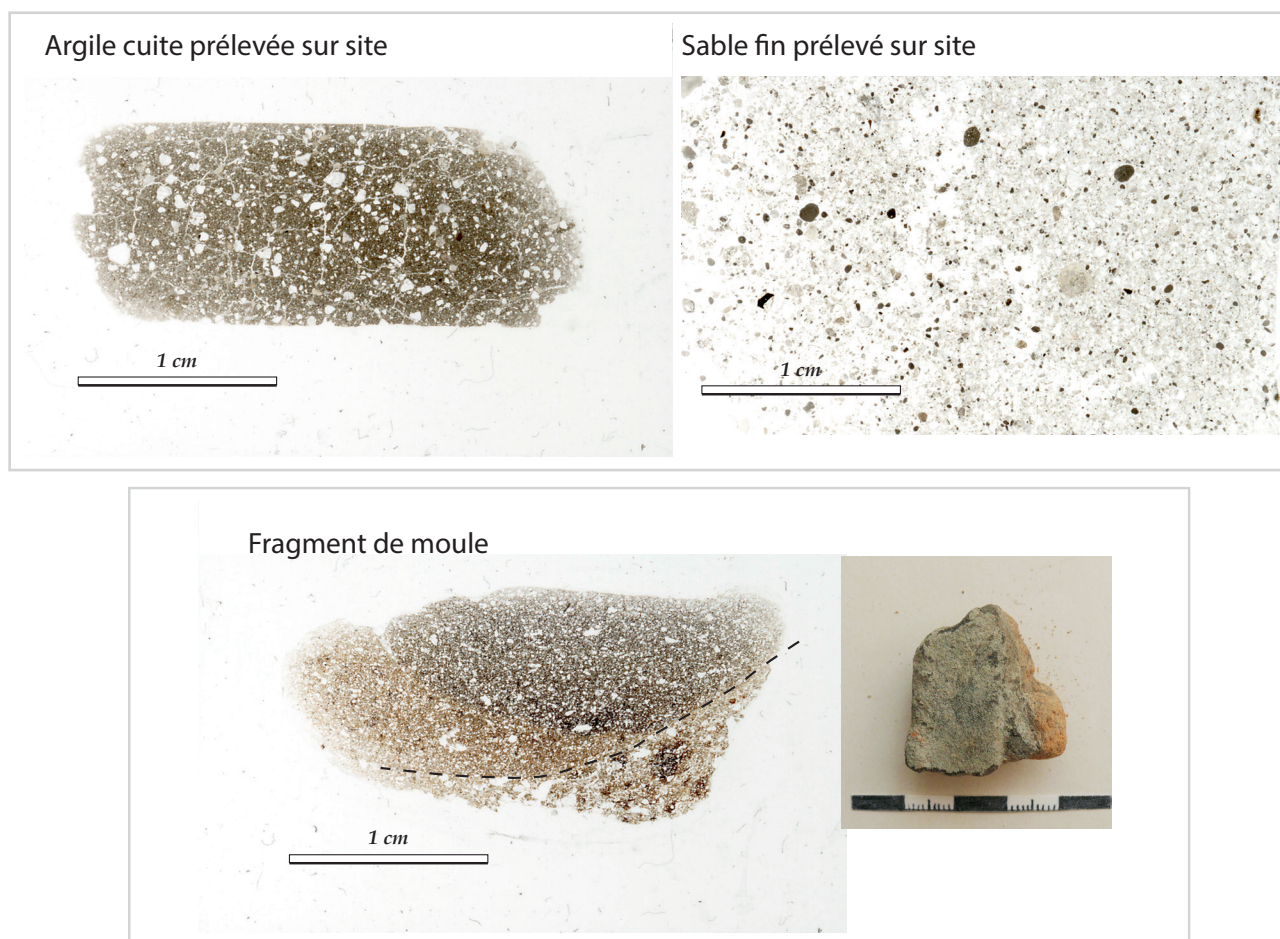 Argile cuite prélevée sur site
Sable fin prélevé sur site
1 cm
1 cm
Fragment de moule
1 cm